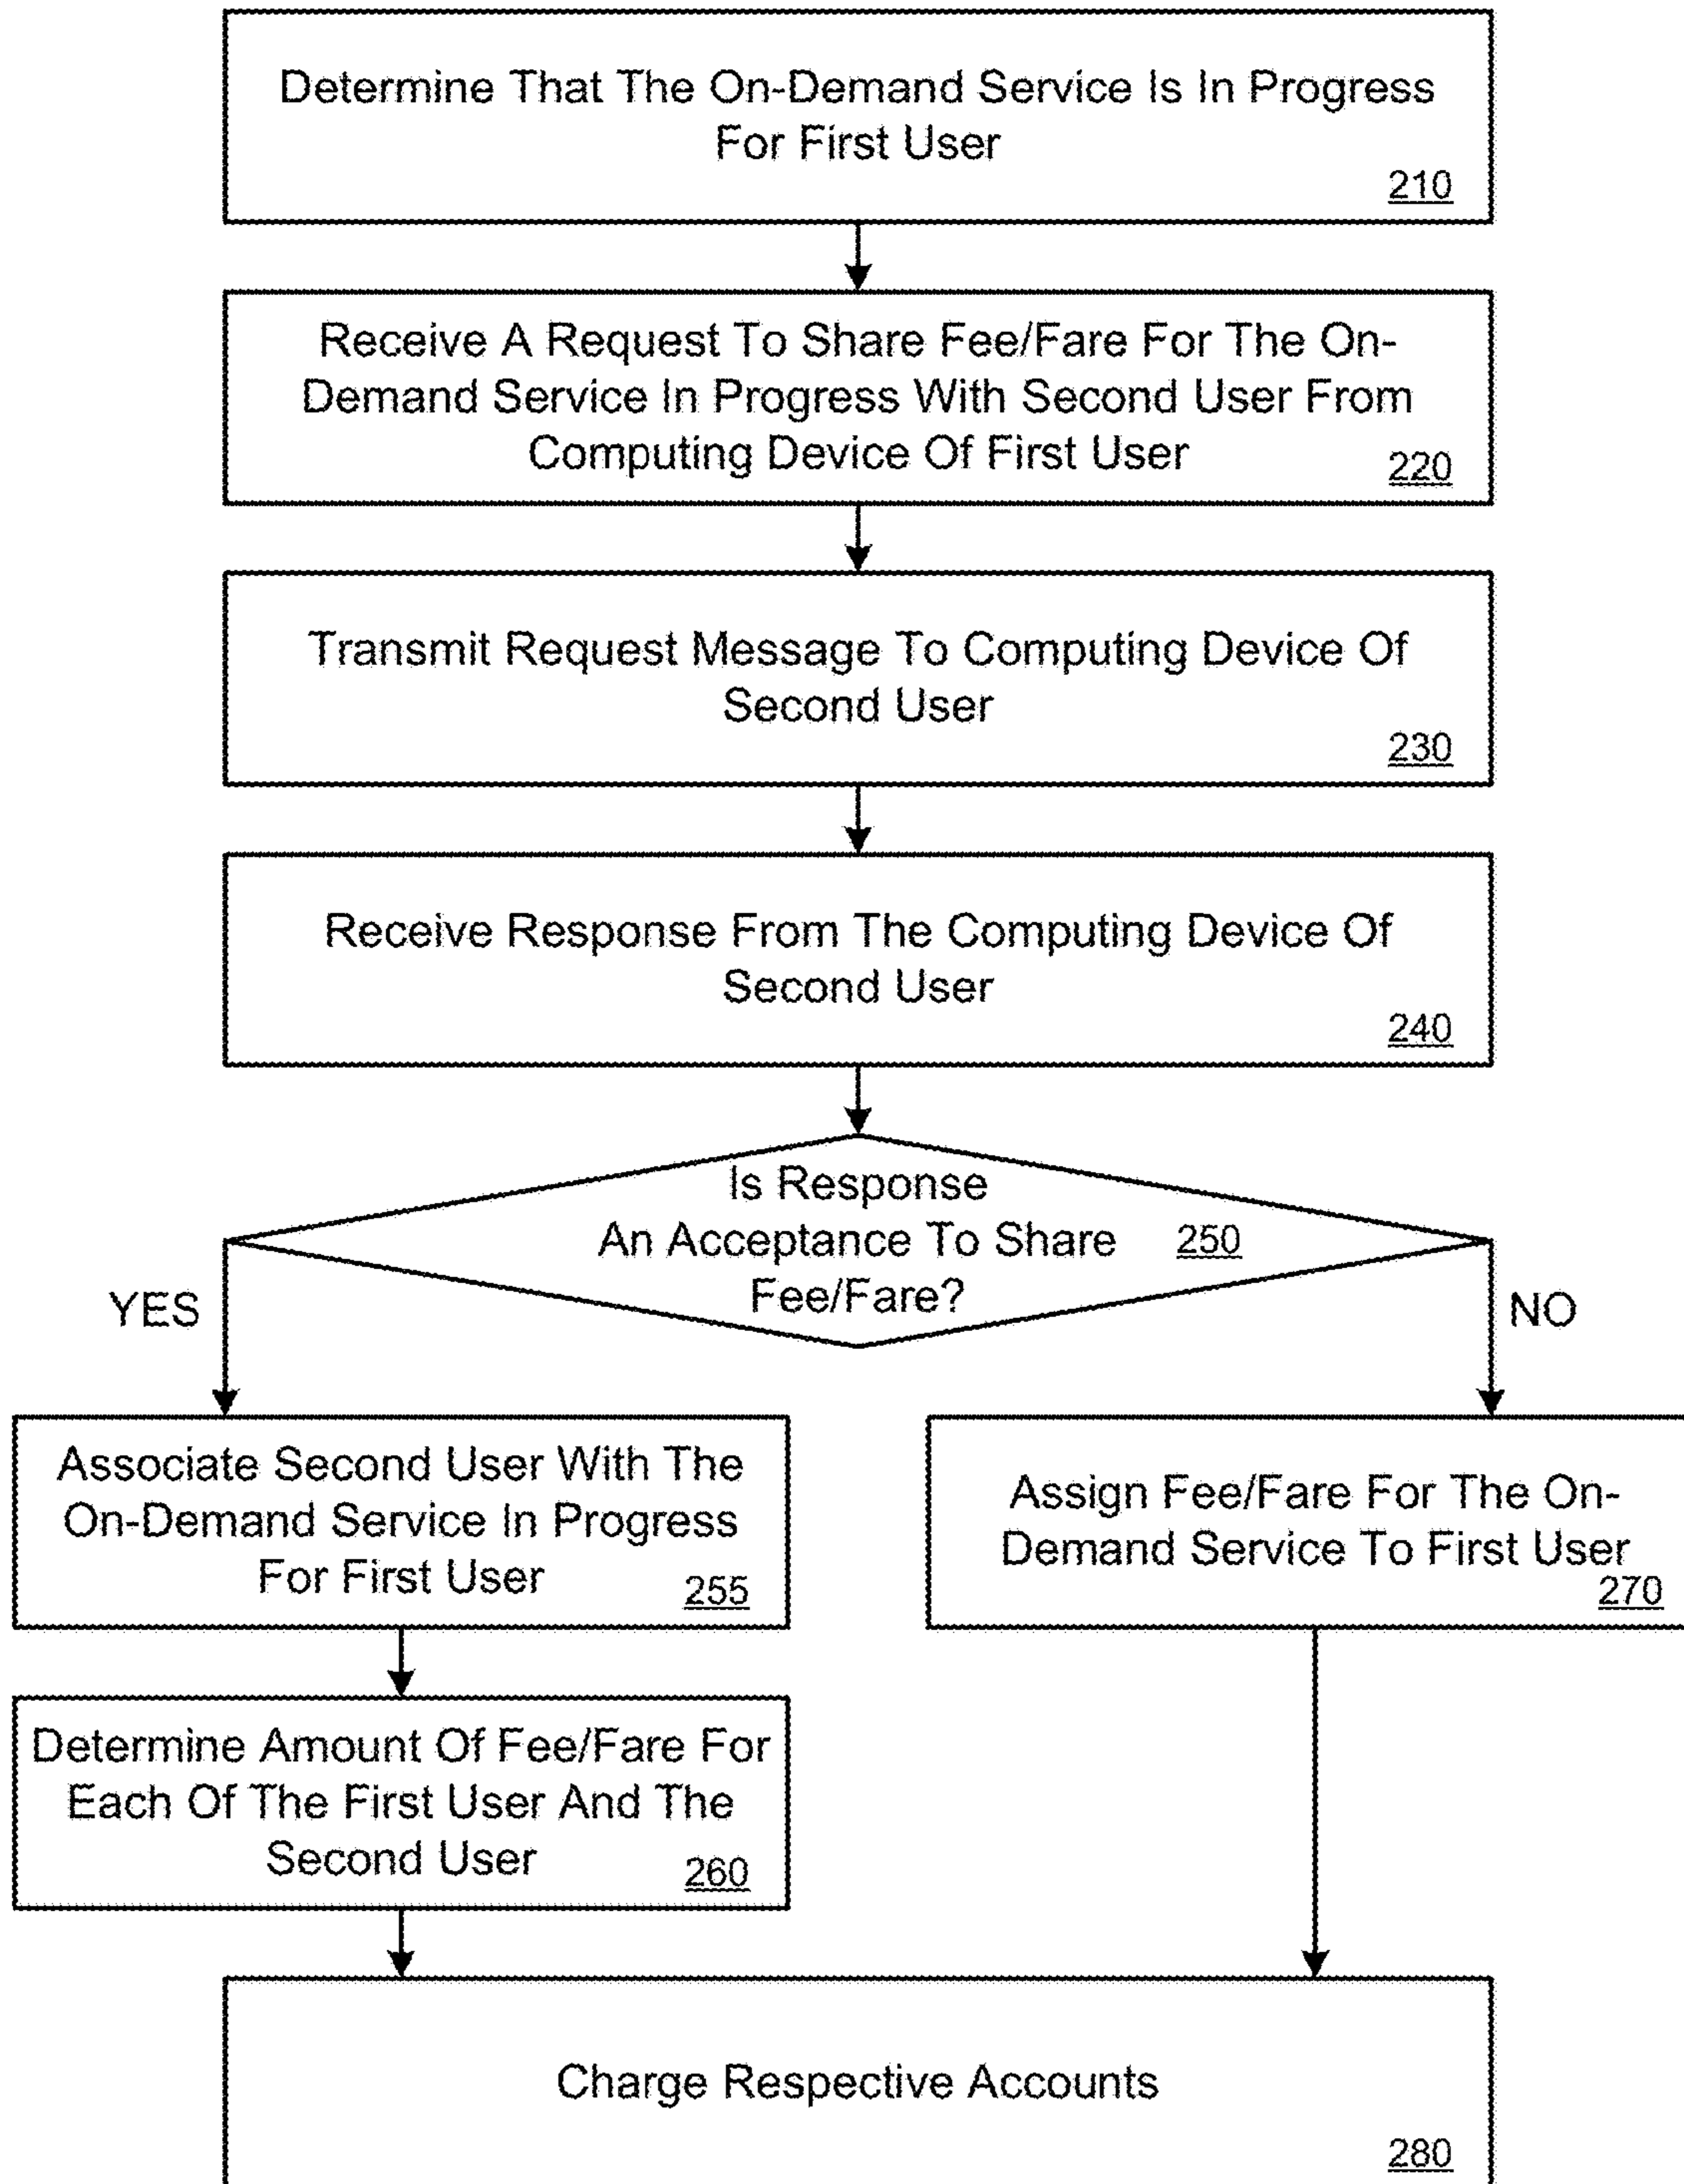 Determine That The On-Demand Service Is In Progress
For First User
210
Receive A Request To Share Fee/Fare For The On-
Demand Service In Progress With Second User From
Computing Device Of First User
220
Transmit Request Message To Computing Device Of
Second User
230
Receive Response From The Computing Device Of
Second User
240
Is Response
An Acceptance To Share 250
Fee/Fare?
YES
NO
Associate Second User With The
On-Demand Service In Progress
For First User
255
Assign Fee/Fare For The On-
Demand Service To First User
270
Determine Amount Of Fee/Fare For
Each Of The First User And The
Second User
260
Charge Respective Accounts
280